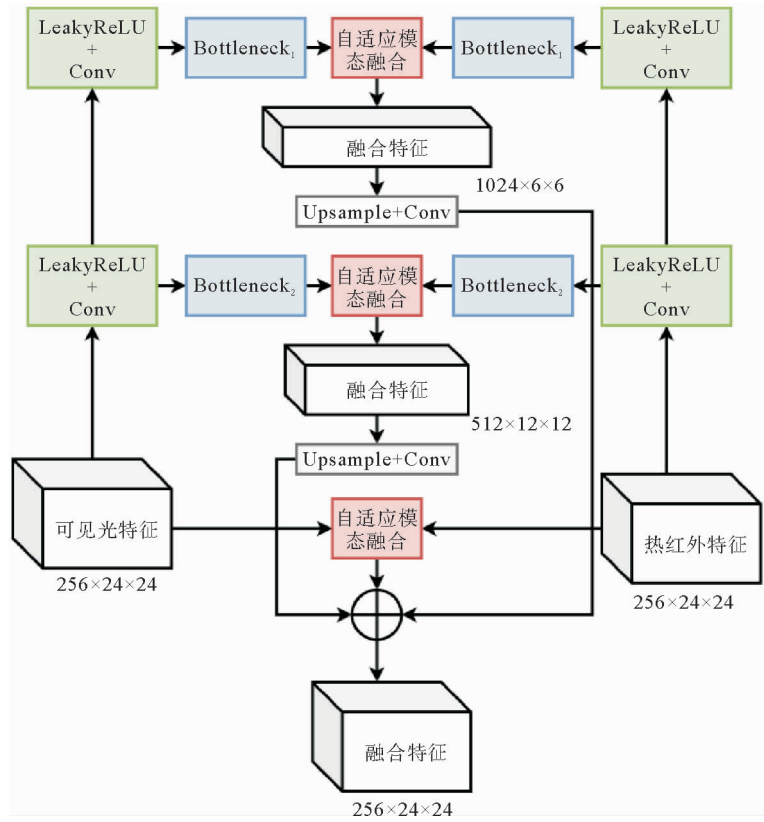 LeakyReLU
+
Conv
Bottleneck₁
自适应模
态融合
Bottleneck₁
LeakyReLU
+
Conv
融合特征
1024×6×6
Upsample+Conv
LeakyReLU
+
Conv
Bottleneck₂
自适应模
态融合
Bottleneck₂
LeakyReLU
+
Conv
融合特征
512×12×12
Upsample+Conv
可见光特征
256×24×24
自适应模
态融合
热红外特征
256×24×24
融合特征
256×24×24